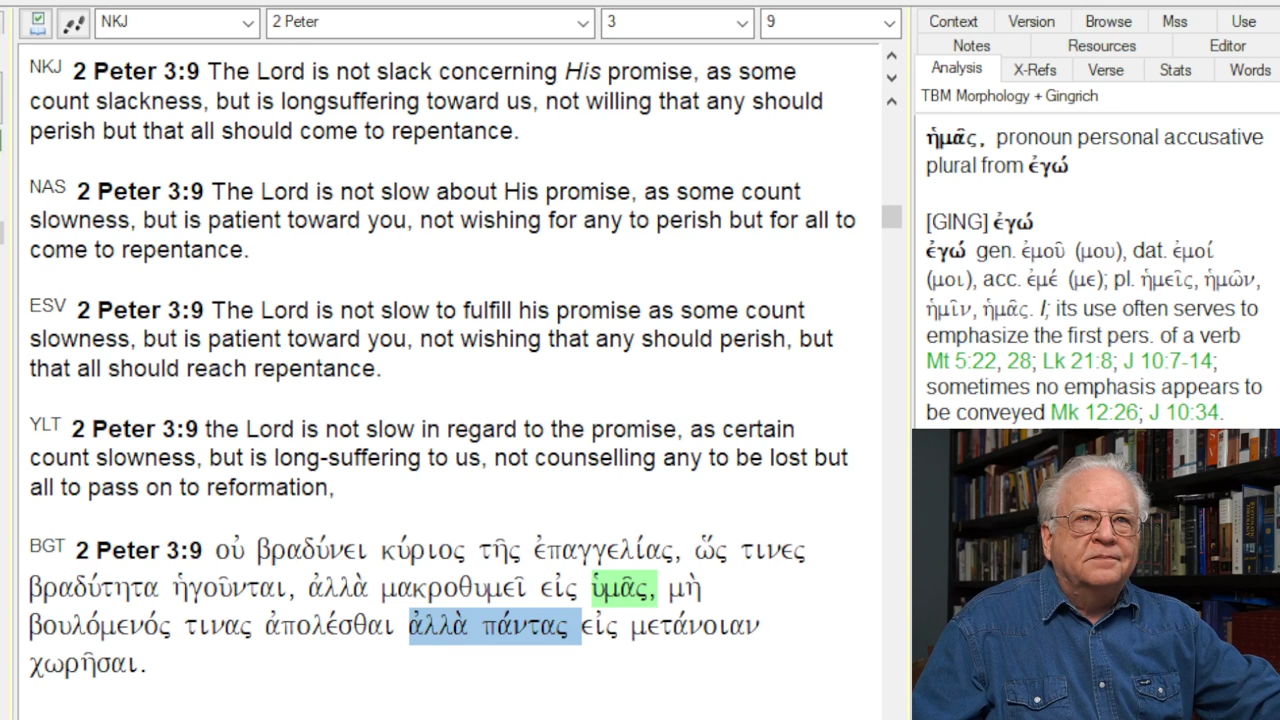 NKJ 2 Peter 3 9
NKJ 2 Peter 3:9 The Lord is not slack concerning His promise, as some
count slackness, but is longsuffering toward us, not willing that any should
perish but that all should come to repentance.
NAS 2 Peter 3:9 The Lord is not slow about His promise, as some count
slowness, but is patient toward you, not wishing for any to perish but for all to
come to repentance.
ESV 2 Peter 3:9 The Lord is not slow to fulfill his promise as some count
slowness, but is patient toward you, not wishing that any should perish, but
that all should reach repentance.
YLT 2 Peter 3:9 the Lord is not slow in regard to the promise, as certain
count slowness, but is long-suffering to us, not counselling any to be lost but
all to pass on to reformation,
BGT 2 Peter 3:9 οὐ βραδύνει κύριος τῆς ἐπαγγελίας, ὥς τινες
βραδύτητα ἡγοῦνται, ἀλλὰ μακροθυμεῖ εἰς ὑμᾶς, μὴ
βουλόμενός τινας ἀπολέσθαι ἀλλὰ πάντας εἰς μετάνοιαν
χωρῆσαι.
Context Version Browse Mss Use
Notes Resources Editor
Analysis X-Refs Verse Stats Words
TBM Morphology + Gingrich
ἡμᾶς, pronoun personal accusative
plural from ἐγώ
[GING] ἐγώ
ἐγώ gen. ἐμοῦ (μου), dat. ἐμοί
(μοι), acc. ἐμέ (με); pl. ἡμεῖς, ἡμῶν,
ἡμῖν, ἡμᾶς. I; its use often serves to
emphasize the first pers. of a verb
Mt 5:22, 28; Lk 21:8; J 10:7-14;
sometimes no emphasis appears to
be conveyed Mk 12:26; J 10:34.